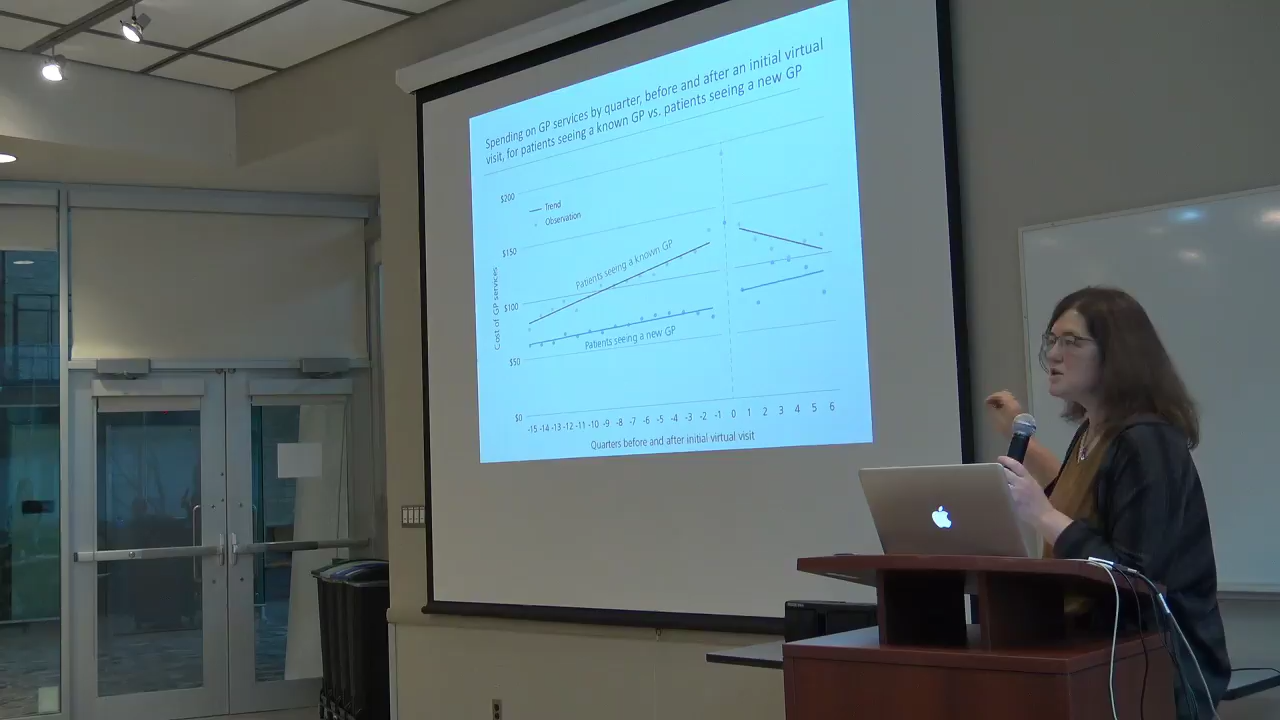 Spending on GP services by quarter, before and after an initial virtual
visit, for patients seeing a known GP vs. patients seeing a new GP
$200
Trend
Observation
$150
Patients seeing a known GP
$100
Cost of GP services
Patients seeing a new GP
$50
$0
-15 -14 -13 -12 -11 -10 -9 -8 -7 -6 -5 -4 -3 -2 -1 0 1 2 3 4 5 6
Quarters before and after initial virtual visit